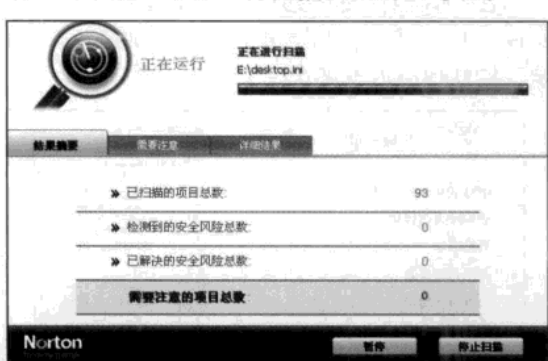 正在运行
正在进行扫描
E:\desktop.ini
结果摘要 需要注意 详细结果
» 已扫描的项目总数: 93
» 检测到的安全风险总数: 0
» 已解决的安全风险总数: 0
需要注意的项目总数 0
Norton
暂停 停止扫描